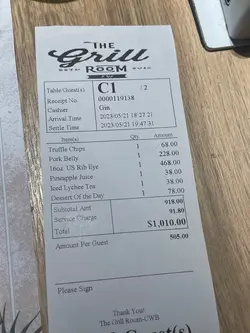 THE
Grill
ROOM
Table/Guest(s) C1 / 2
Receipt No. 0000119138
Cashier Gin
Arrival Time 2023/05/21 18:22:21
Settle Time 2023/05/21 19:47:31
Item(s) Qty Amount
Truffle Chips 1 68.00
Pork Belly 1 228.00
16oz. US Rib Eye 1 468.00
Pineapple Juice 1 38.00
Iced Lychee Tea 1 38.00
Dessert Of the Day 1 78.00
Subtotal Amt 918.00
Service Charge 91.80
Total $1,010.00
Amount Per Guest 505.00
Please Sign
Thank You!
The Grill Room-CWB